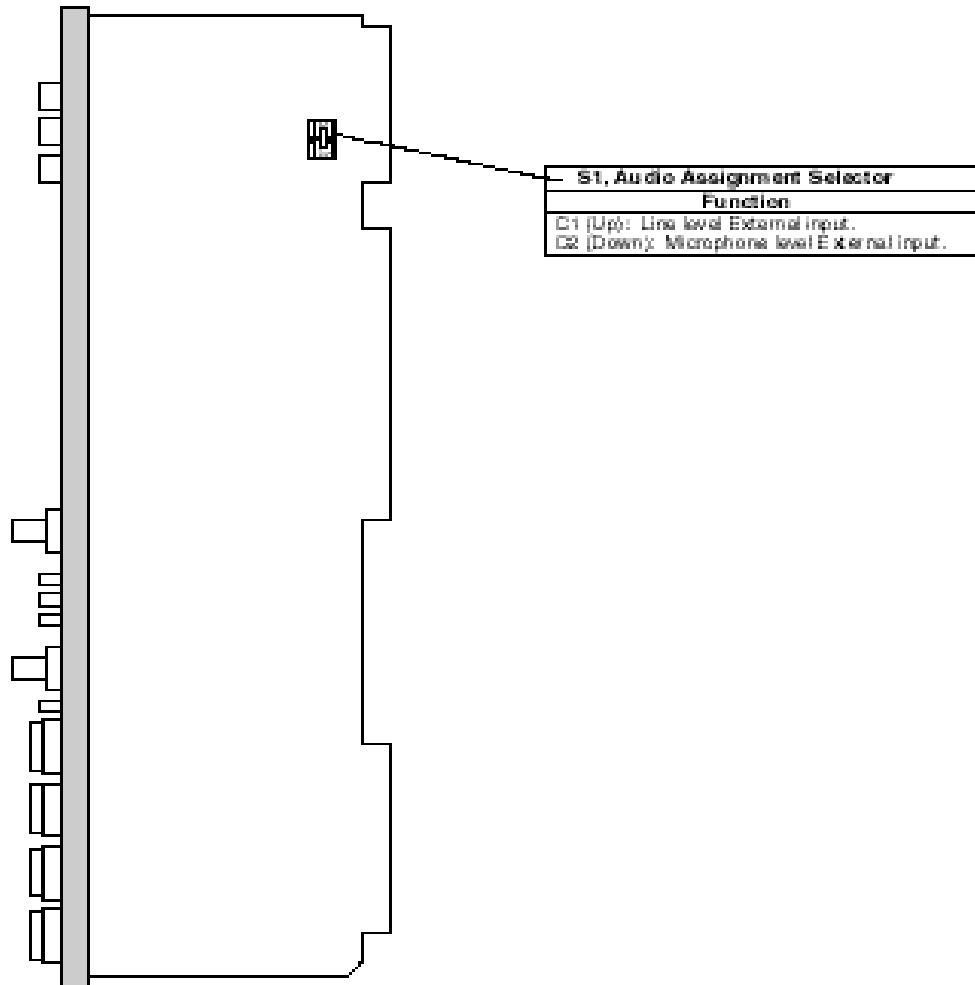 S1, Audio Assignment Selector
Function
C1 (Up): Line level External input.
C2 (Down): Microphone level External input.